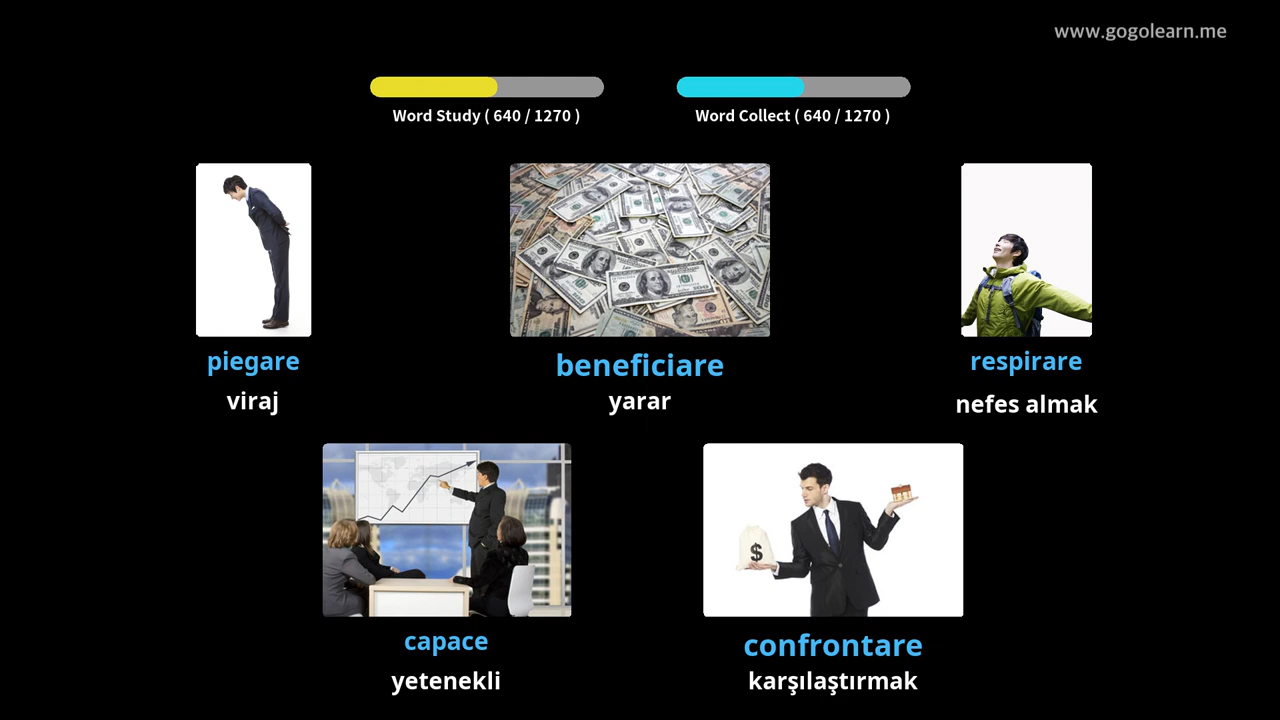 www.gogolearn.me
Word Study ( 640 / 1270 )
Word Collect ( 640 / 1270 )
piegare
viraj
beneficiare
yarar
respirare
nefes almak
capace
yetenekli
$
confrontare
karşılaştırmak